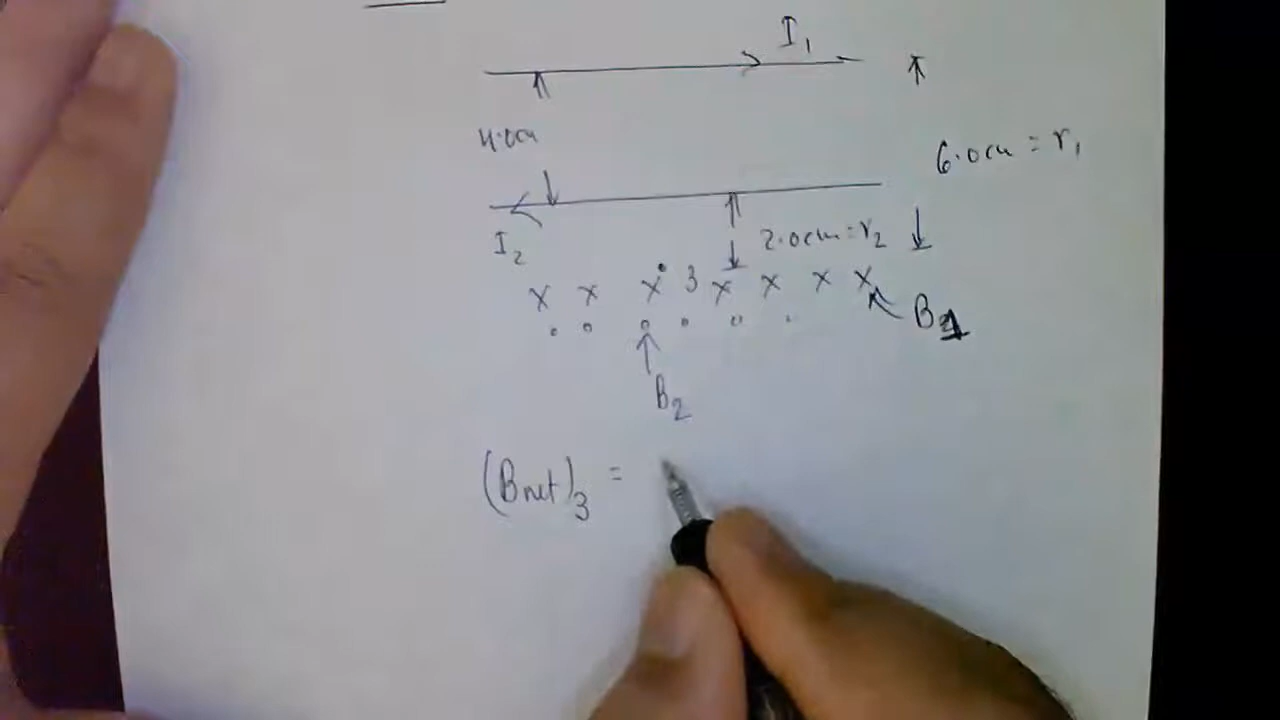 I₁
4.0cm
6.0cm = r₁
I₂
2.0cm = r₂
x x x 3 x x x x
B₁
B₂
(Bnet)₃ =